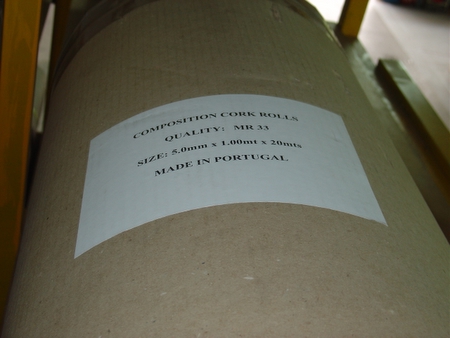 COMPOSITION CORK ROLLS
QUALITY: MR 33
SIZE: 5.0mm x 1.00mt x 20mts
MADE IN PORTUGAL